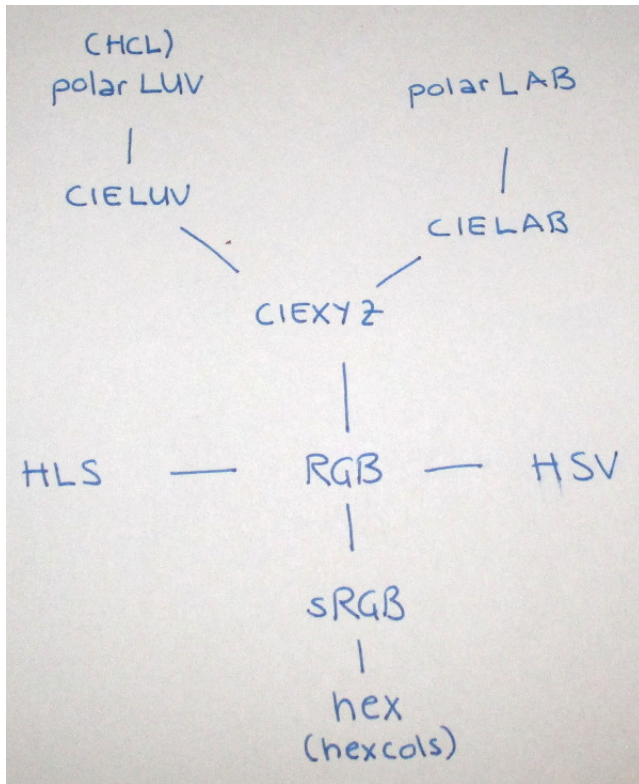 (HCL)
polar LUV
polar LAB
CIELUV
CIELAB
CIEXYZ
HLS
RGB
HSV
sRGB
hex
(hexcols)